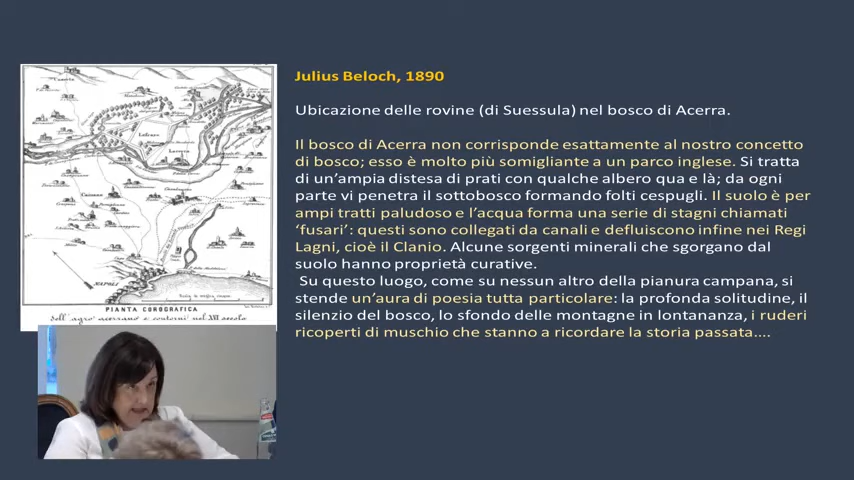 Julius Beloch, 1890
Ubicazione delle rovine (di Suessula) nel bosco di Acerra.
Il bosco di Acerra non corrisponde esattamente al nostro concetto
di bosco; esso è molto più somigliante a un parco inglese. Si tratta
di un’ampia distesa di prati con qualche albero qua e là; da ogni
parte vi penetra il sottobosco formando folti cespugli. Il suolo è per
ampi tratti paludoso e l’acqua forma una serie di stagni chiamati
‘fusari’: questi sono collegati da canali e defluiscono infine nei Regi
Lagni, cioè il Clanio. Alcune sorgenti minerali che sgorgano dal
suolo hanno proprietà curative.
Su questo luogo, come su nessun altro della pianura campana, si
stende un’aura di poesia tutta particolare: la profonda solitudine, il
silenzio del bosco, lo sfondo delle montagne in lontananza, i ruderi
ricoperti di muschio che stanno a ricordare la storia passata....
NAPOLI
PIANTA COROGRAFICA
dell'agro acerrano e contorni nel XVI secolo